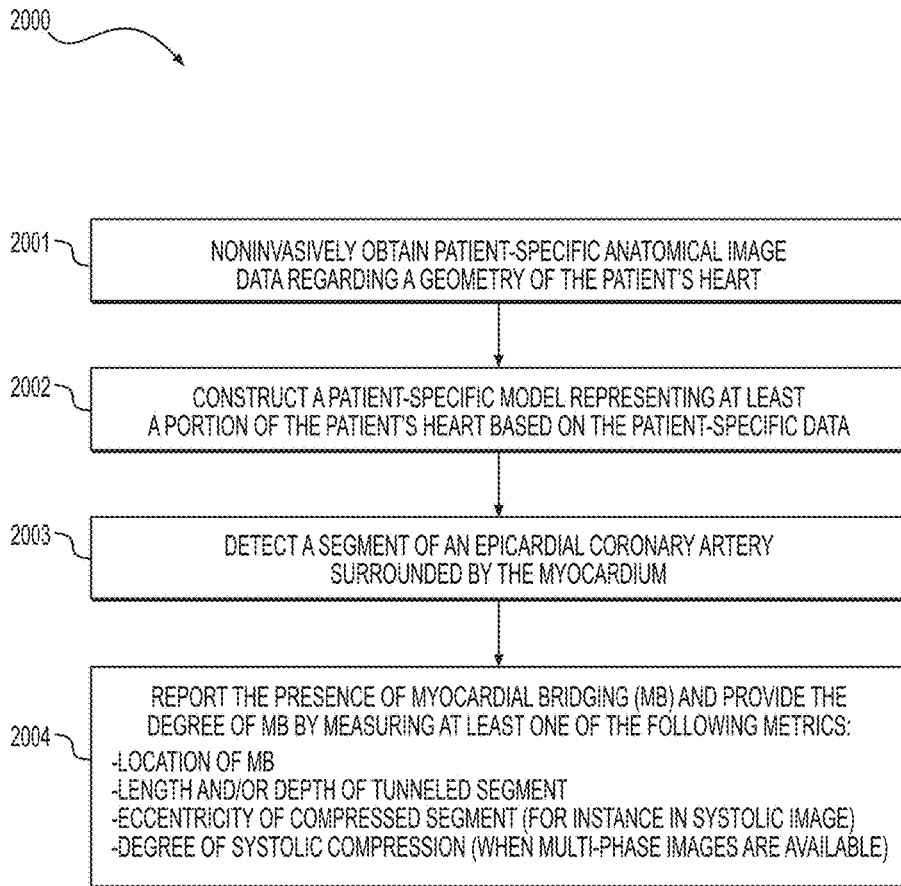 2000
2001
NONINVASIVELY OBTAIN PATIENT-SPECIFIC ANATOMICAL IMAGE
DATA REGARDING A GEOMETRY OF THE PATIENT'S HEART
2002
CONSTRUCT A PATIENT-SPECIFIC MODEL REPRESENTING AT LEAST
A PORTION OF THE PATIENT'S HEART BASED ON THE PATIENT-SPECIFIC DATA
2003
DETECT A SEGMENT OF AN EPICARDIAL CORONARY ARTERY
SURROUNDED BY THE MYOCARDIUM
2004
REPORT THE PRESENCE OF MYOCARDIAL BRIDGING (MB) AND PROVIDE THE
DEGREE OF MB BY MEASURING AT LEAST ONE OF THE FOLLOWING METRICS:
-LOCATION OF MB
-LENGTH AND/OR DEPTH OF TUNNELED SEGMENT
-ECCENTRICITY OF COMPRESSED SEGMENT (FOR INSTANCE IN SYSTOLIC IMAGE)
-DEGREE OF SYSTOLIC COMPRESSION (WHEN MULTI-PHASE IMAGES ARE AVAILABLE)